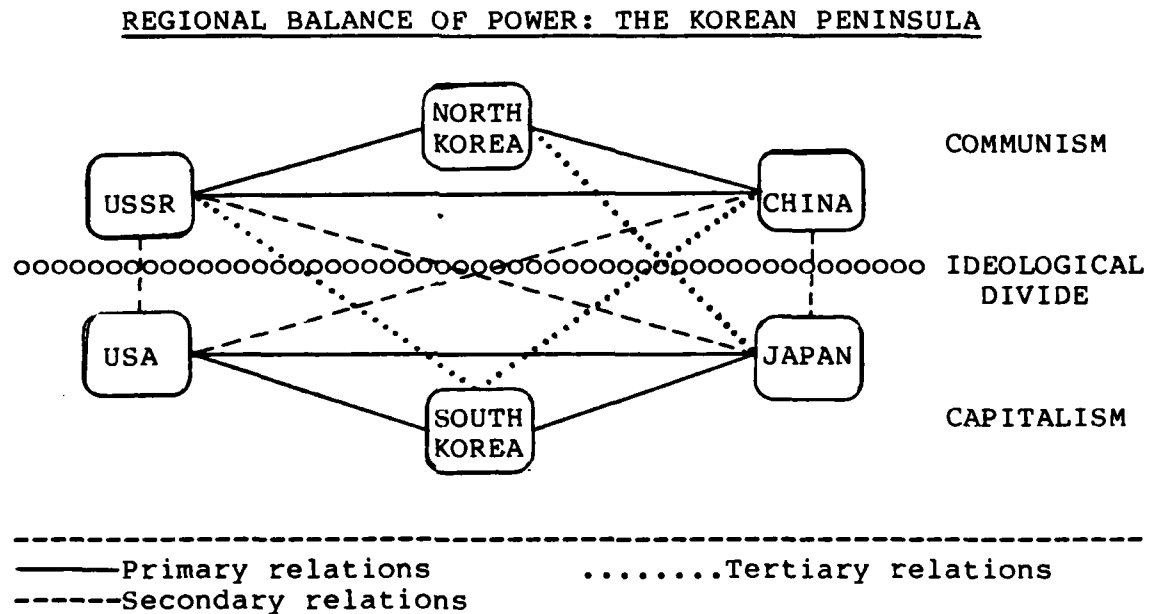 REGIONAL BALANCE OF POWER: THE KOREAN PENINSULA
NORTH
KOREA
COMMUNISM
USSR
CHINA
IDEOLOGICAL
DIVIDE
USA
JAPAN
SOUTH
KOREA
CAPITALISM
Primary relations
Tertiary relations
Secondary relations